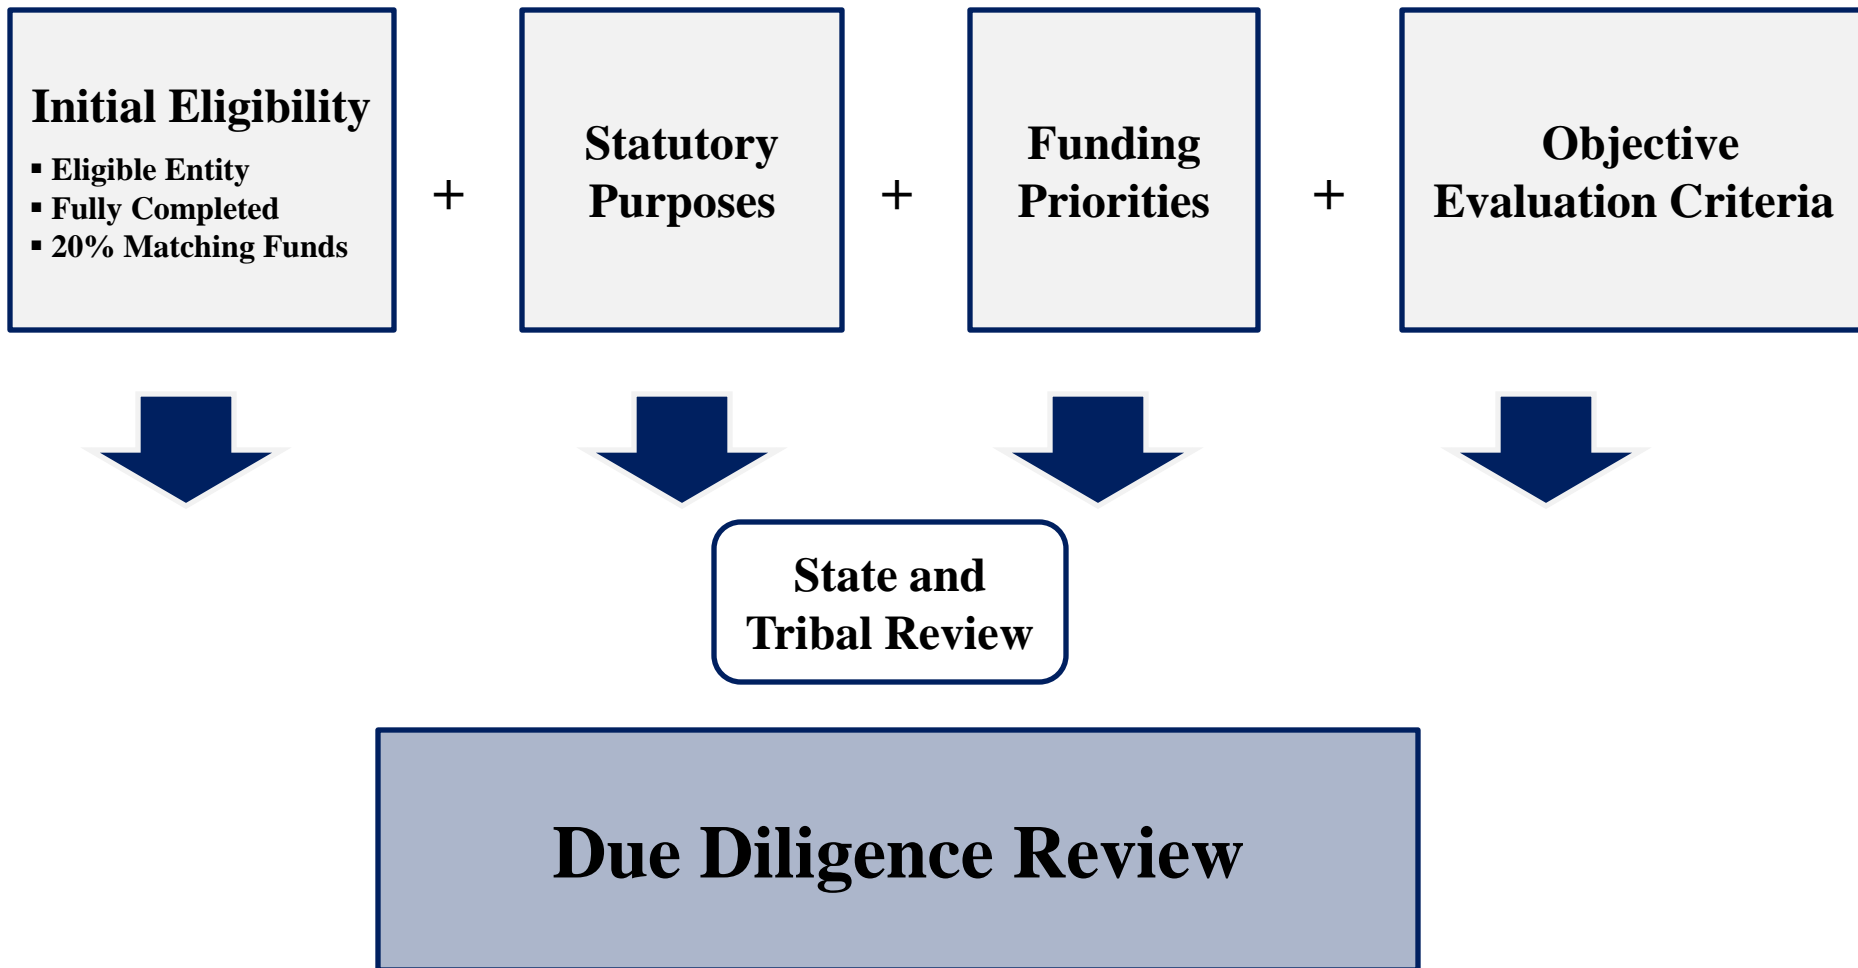 Initial Eligibility
▪ Eligible Entity
▪ Fully Completed
▪ 20% Matching Funds
+
Statutory
Purposes
+
Funding
Priorities
+
Objective
Evaluation Criteria
State and
Tribal Review
Due Diligence Review